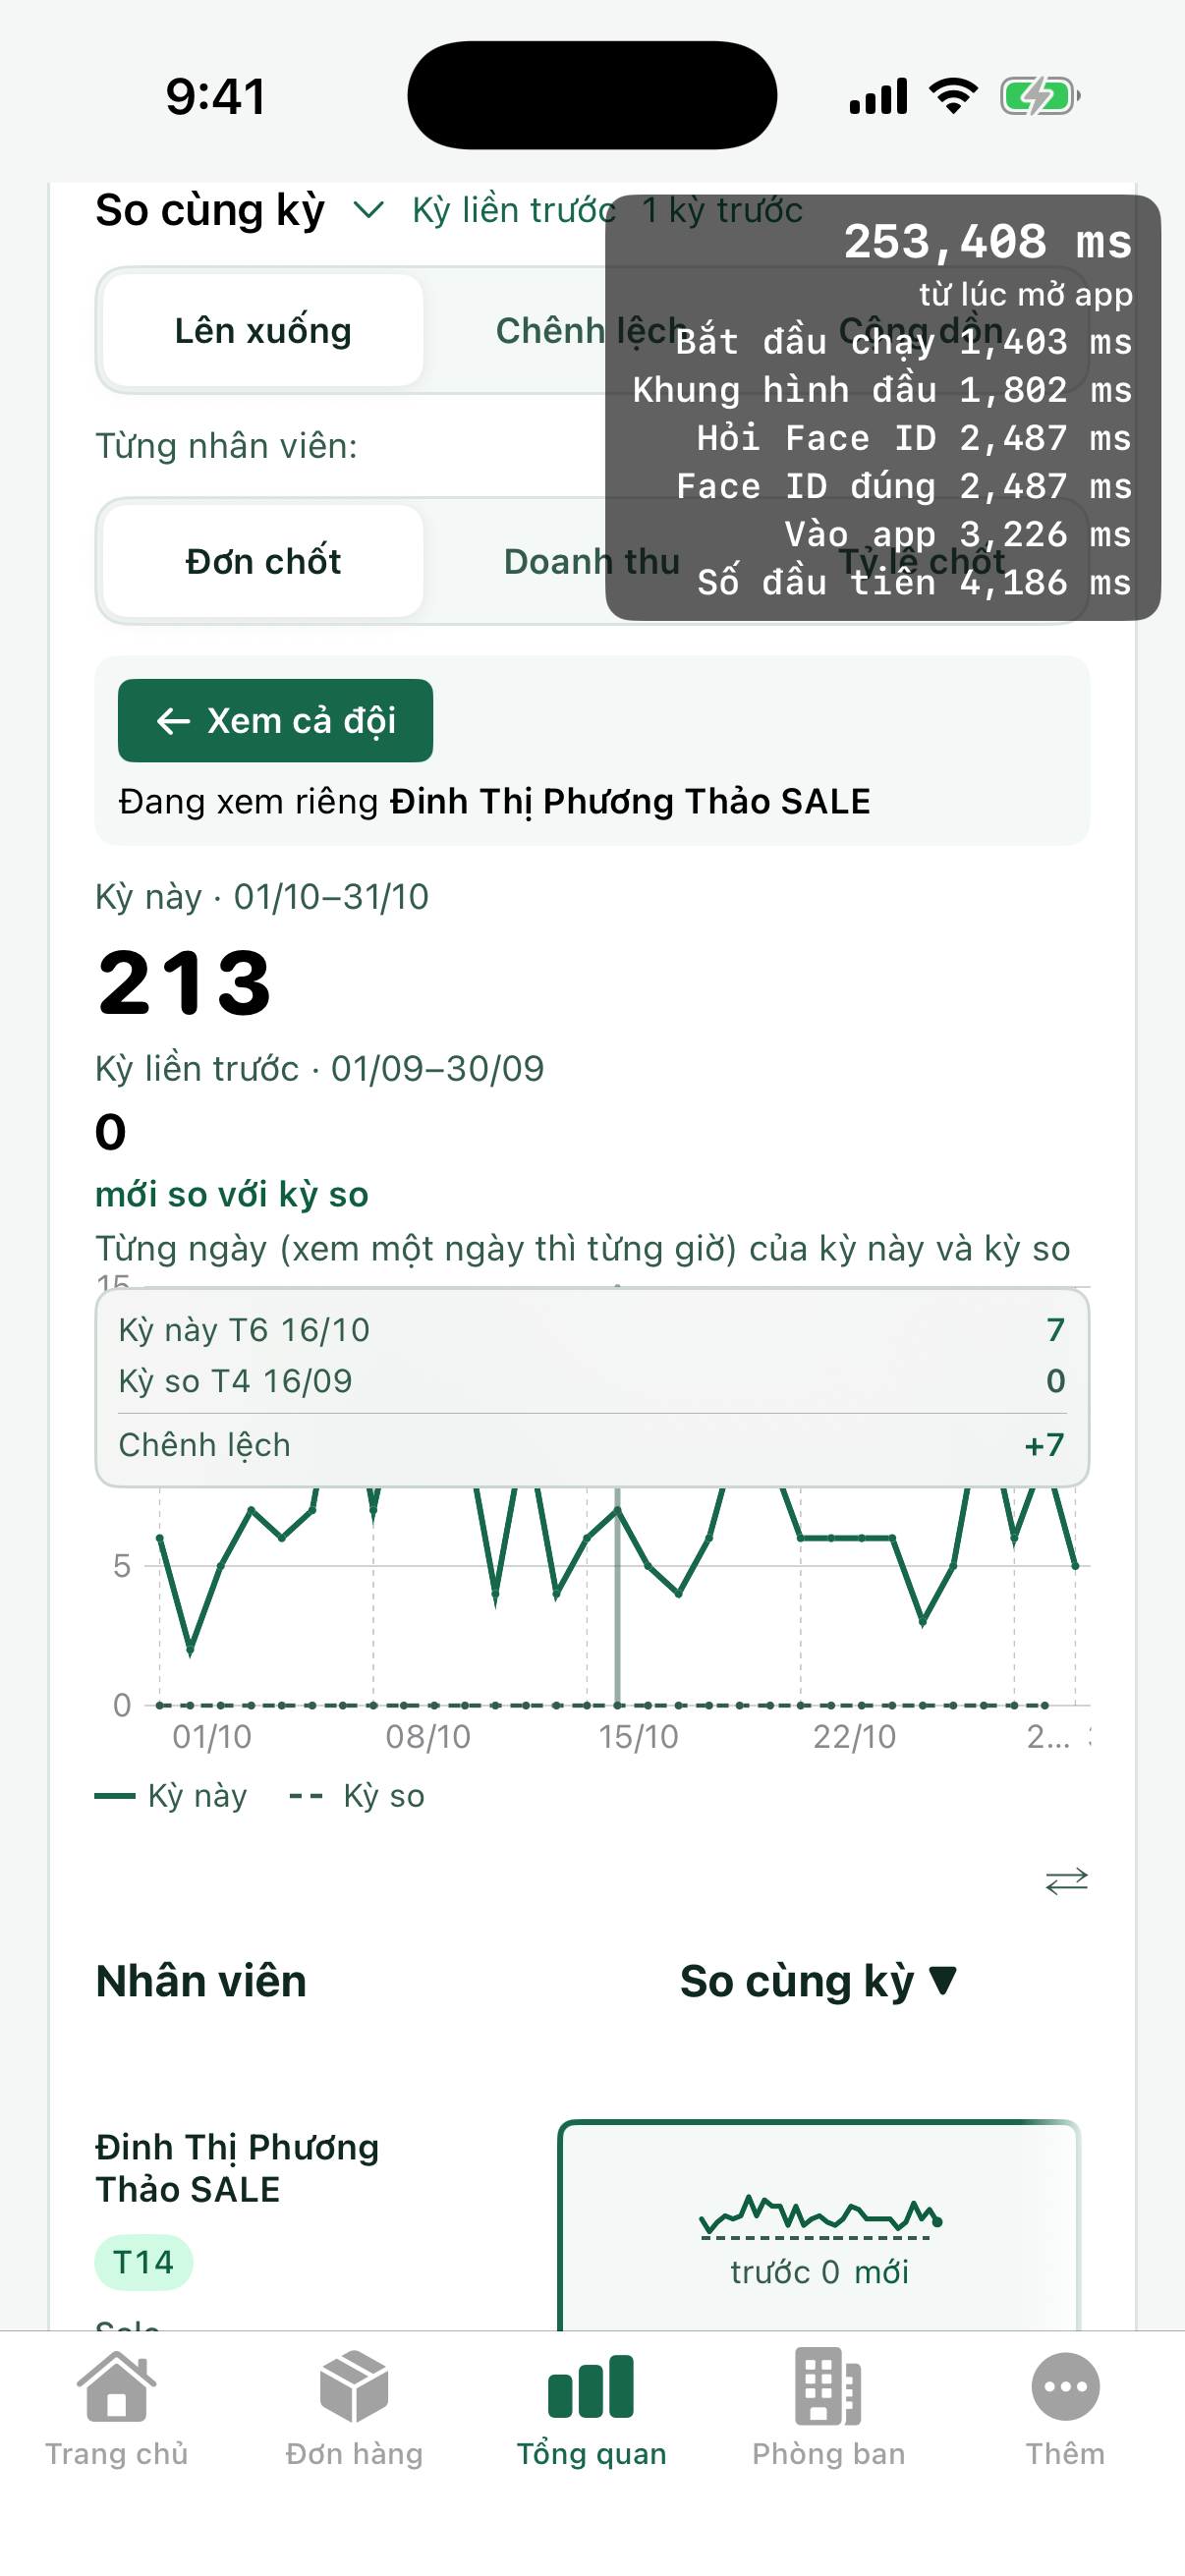 9:41
So cùng kỳ Kỳ liền trước 1 kỳ trước
253,408 ms
từ lúc mở app
Bắt đầu chạy 1,403 ms
Khung hình đầu 1,802 ms
Hỏi Face ID 2,487 ms
Face ID đúng 2,487 ms
Vào app 3,226 ms
Số đầu tiên 4,186 ms
Lên xuống Chênh lệch Cộng dồn
Từng nhân viên:
Đơn chốt Doanh thu Tỷ lệ chốt
← Xem cả đội
Đang xem riêng Đinh Thị Phương Thảo SALE
Kỳ này · 01/10–31/10
213
Kỳ liền trước · 01/09–30/09
0
mới so với kỳ so
Từng ngày (xem một ngày thì từng giờ) của kỳ này và kỳ so
15
Kỳ này T6 16/10 7
Kỳ so T4 16/09 0
Chênh lệch +7
5
0
01/10 08/10 15/10 22/10 2...
Kỳ này Kỳ so
Nhân viên So cùng kỳ ▼
Đinh Thị Phương
Thảo SALE
T14
trước 0 mới
Trang chủ Đơn hàng Tổng quan Phòng ban Thêm